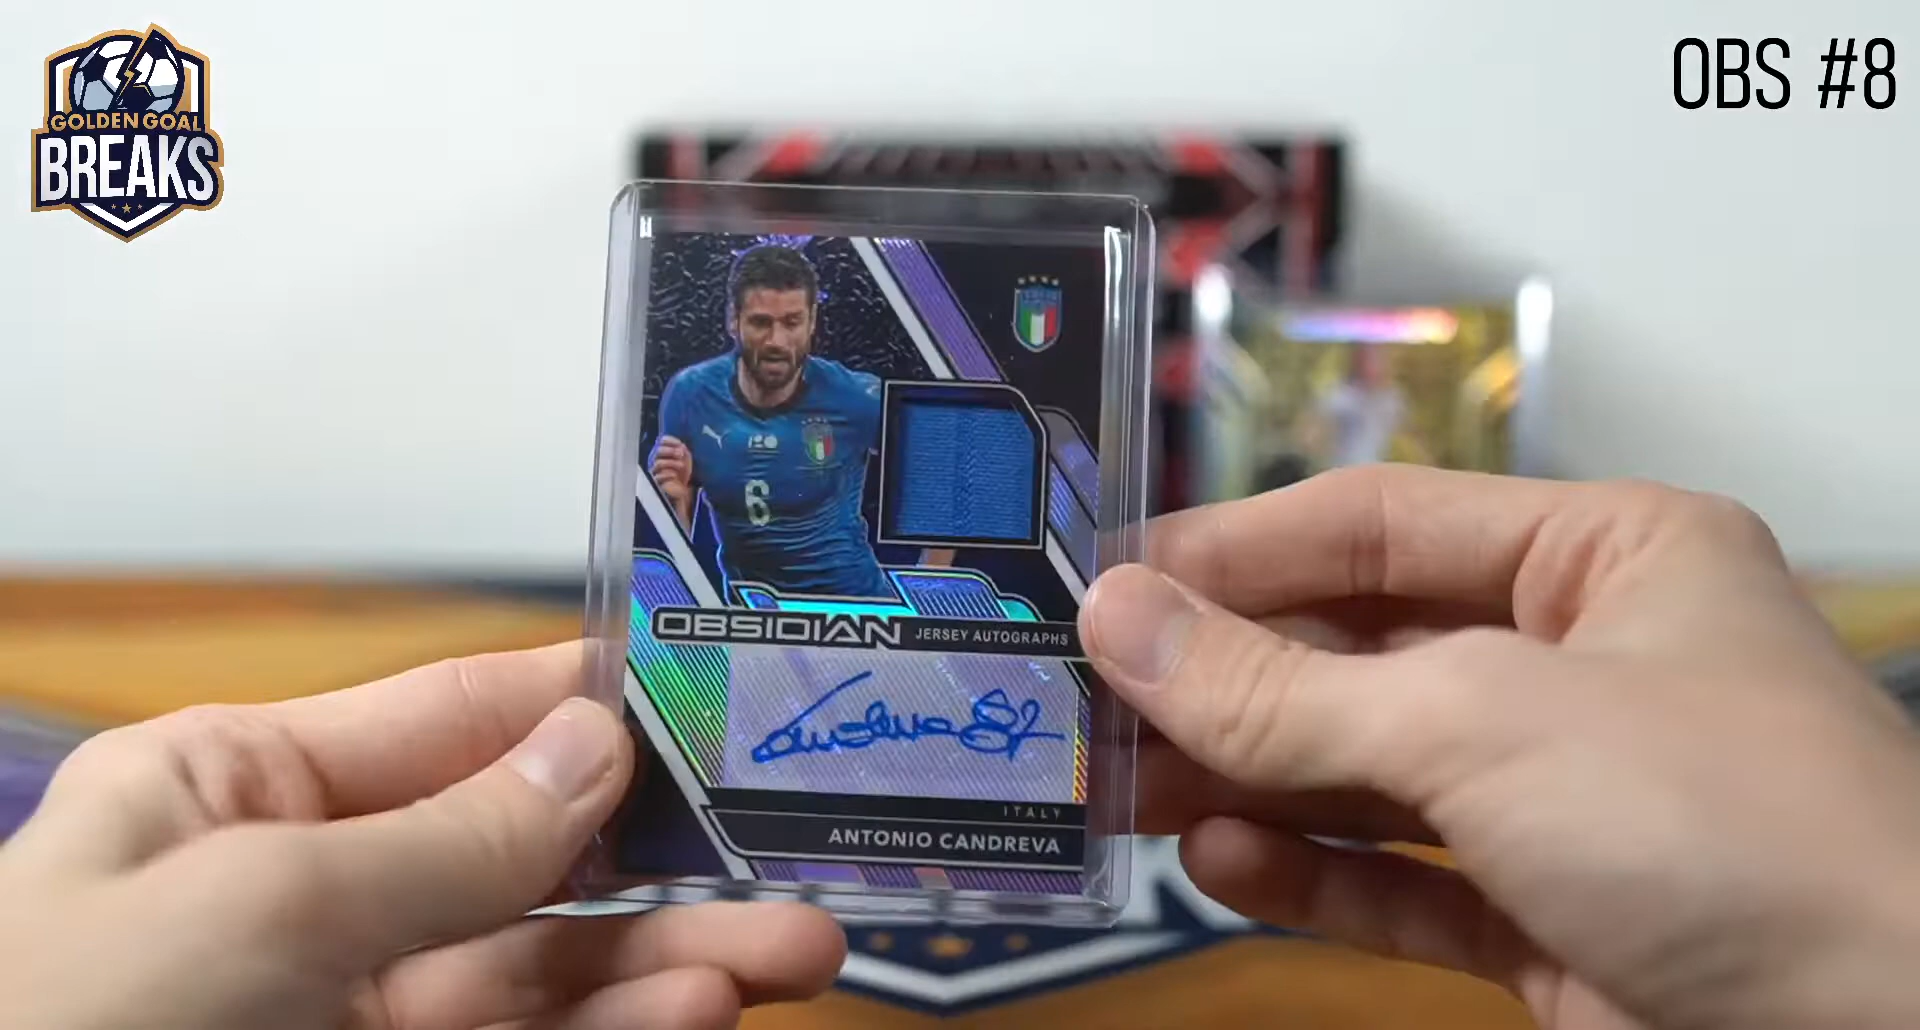 GOLDEN GOAL
BREAKS
OBS #8
6
OBSIDIAN JERSEY AUTOGRAPHS
ITALY
ANTONIO CANDREVA